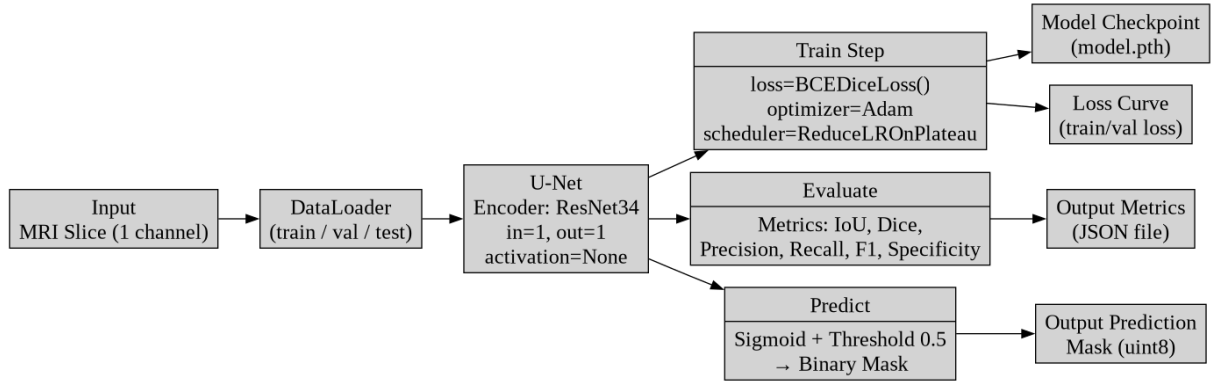 Input
MRI Slice (1 channel)
DataLoader
(train / val / test)
U-Net
Encoder: ResNet34
in=1, out=1
activation=None
Train Step
loss=BCEDiceLoss()
optimizer=Adam
scheduler=ReduceLROnPlateau
Model Checkpoint
(model.pth)
Loss Curve
(train/val loss)
Evaluate
Metrics: IoU, Dice,
Precision, Recall, F1, Specificity
Output Metrics
(JSON file)
Predict
Sigmoid + Threshold 0.5
→ Binary Mask
Output Prediction
Mask (uint8)